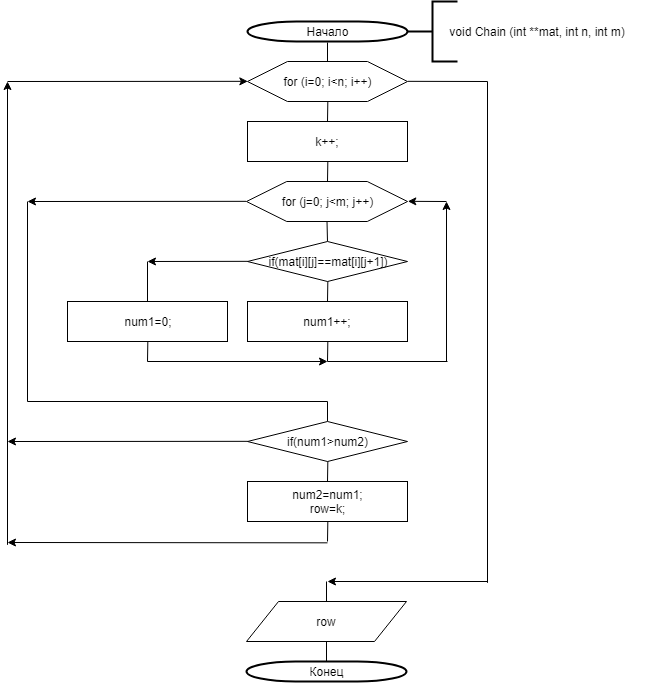 Начало
void Chain (int **mat, int n, int m)
for (i=0; i<n; i++)
k++;
for (j=0; j<m; j++)
if(mat[i][j]==mat[i][j+1])
num1=0;
num1++;
if(num1>num2)
num2=num1;
row=k;
row
Конец